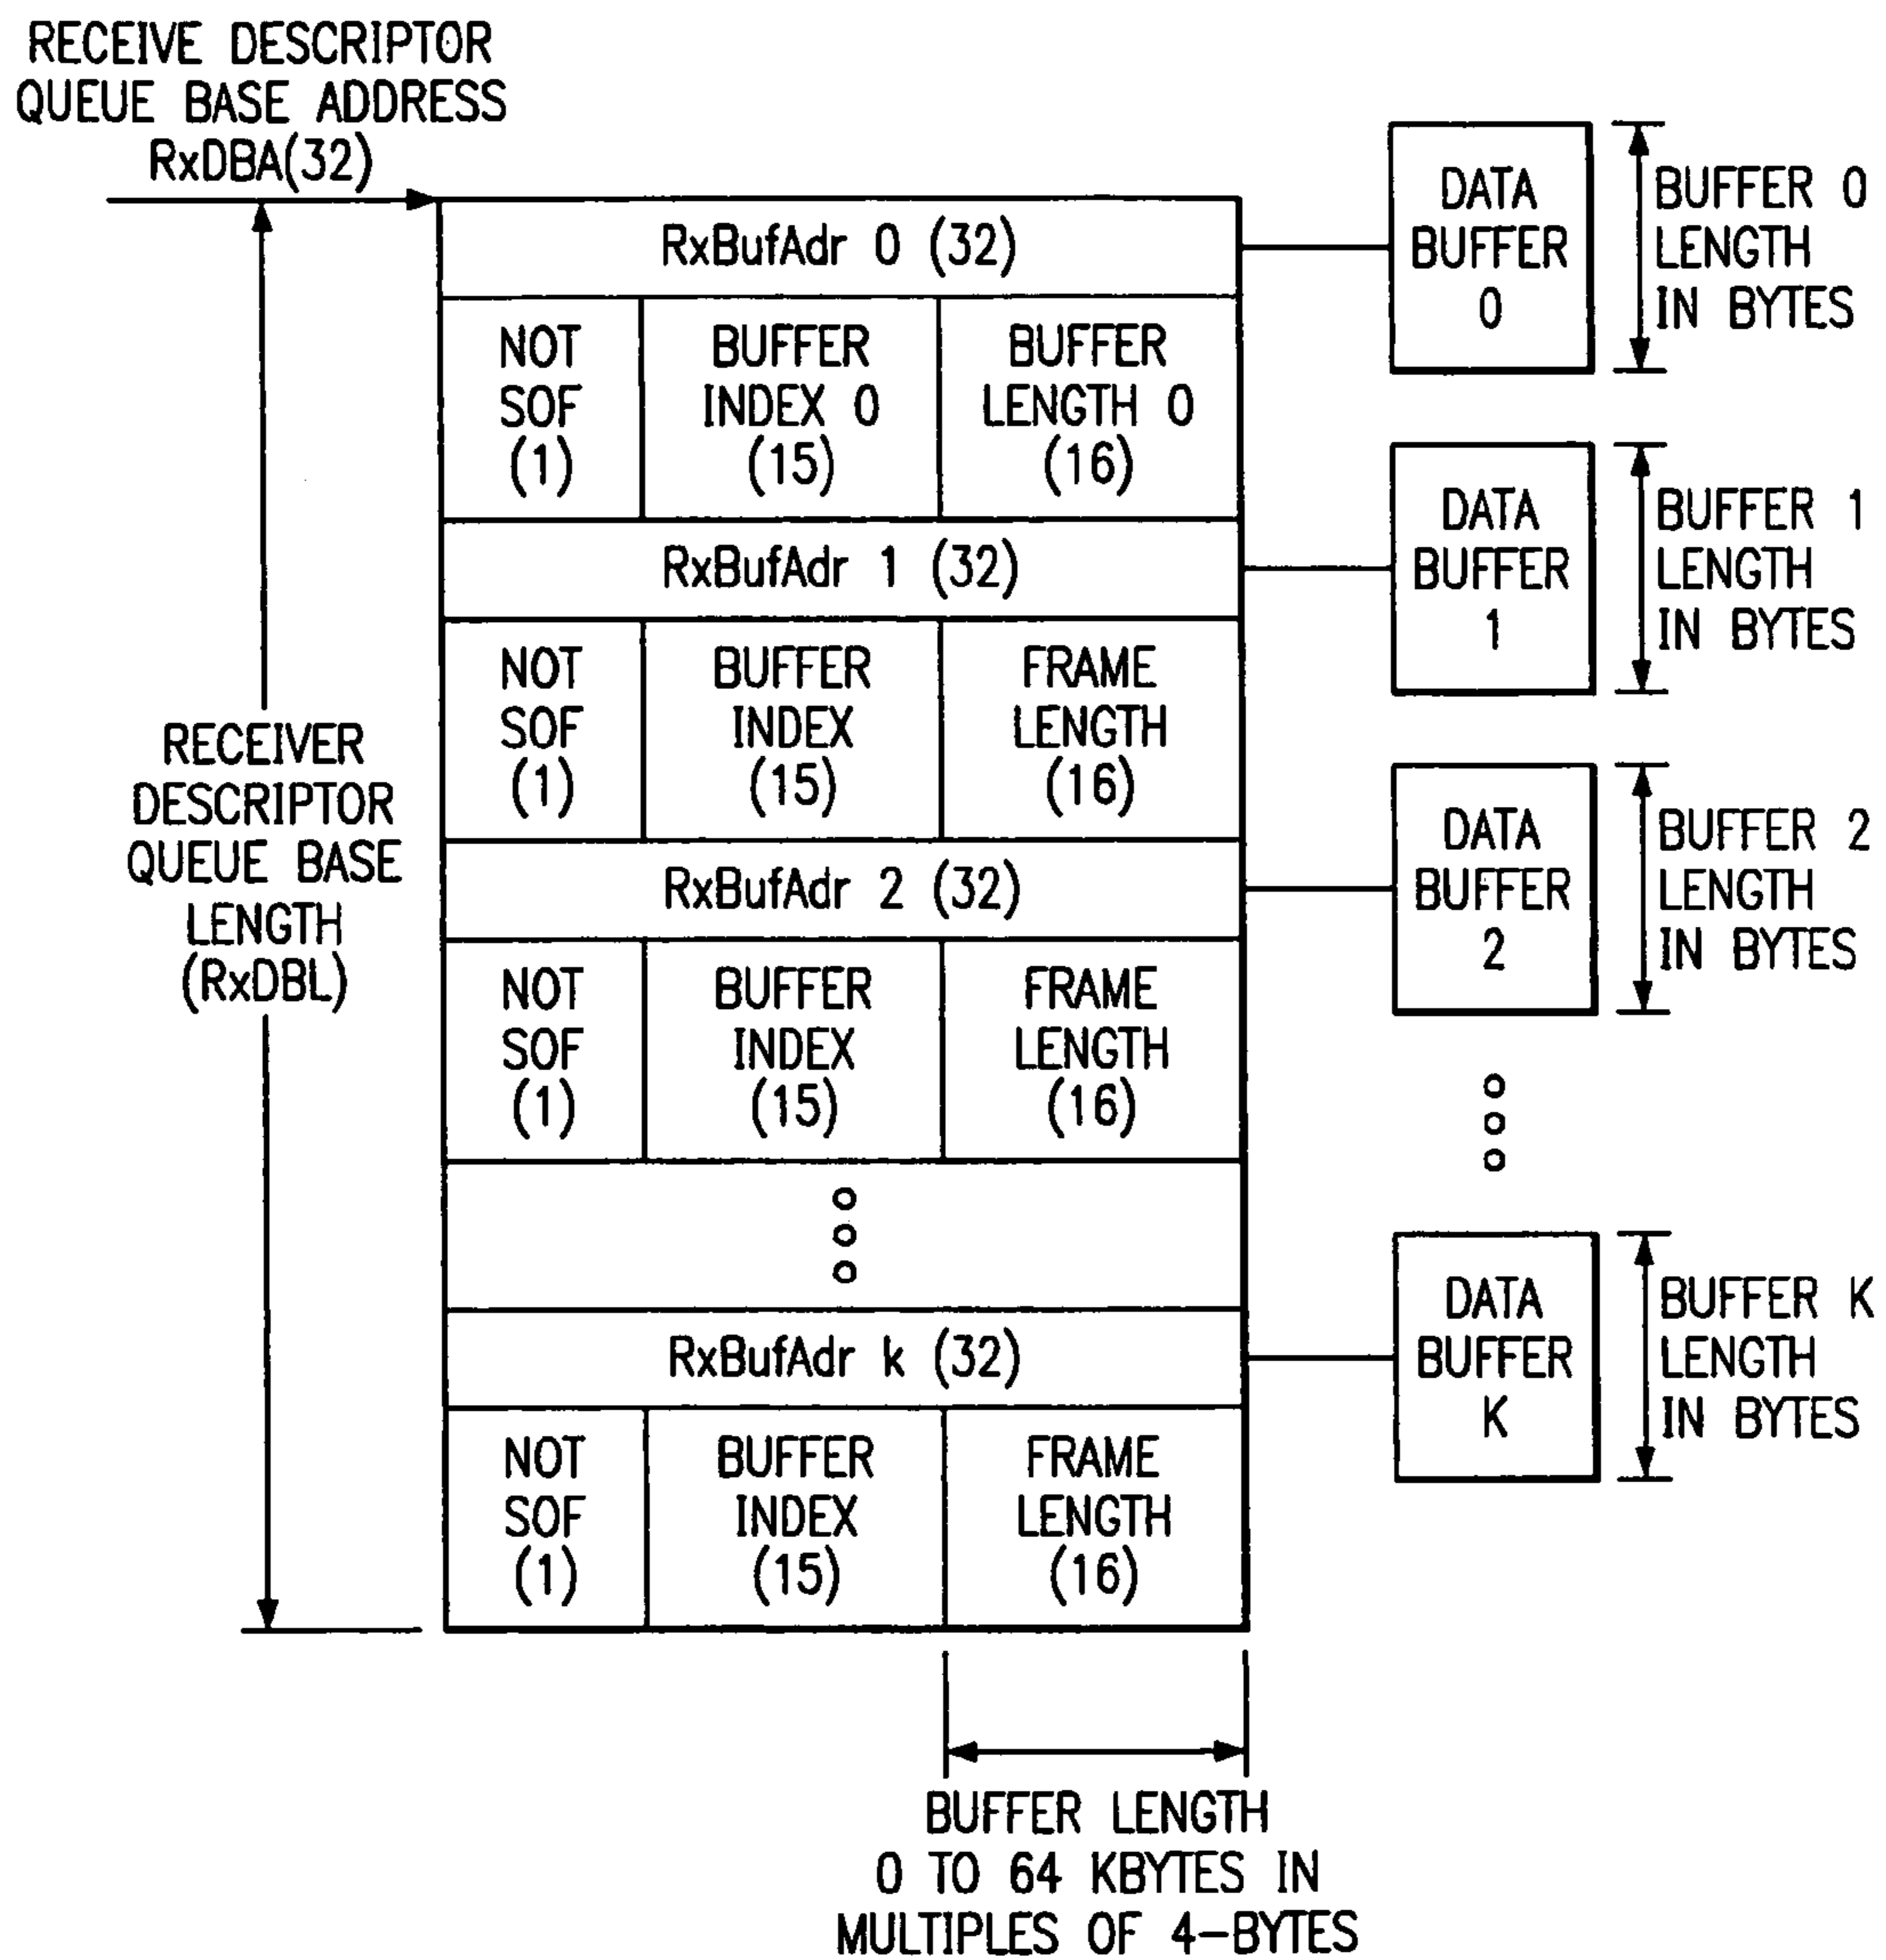 RECEIVE DESCRIPTOR
QUEUE BASE ADDRESS
RxDBA(32)
RxBufAdr 0 (32)
NOT
SOF
(1)
BUFFER
INDEX 0
(15)
BUFFER
LENGTH 0
(16)
DATA
BUFFER
0
BUFFER 0
LENGTH
IN BYTES
RxBufAdr 1 (32)
NOT
SOF
(1)
BUFFER
INDEX
(15)
FRAME
LENGTH
(16)
DATA
BUFFER
1
BUFFER 1
LENGTH
IN BYTES
RECEIVER
DESCRIPTOR
QUEUE BASE
LENGTH
(RxDBL)
RxBufAdr 2 (32)
NOT
SOF
(1)
BUFFER
INDEX
(15)
FRAME
LENGTH
(16)
DATA
BUFFER
2
BUFFER 2
LENGTH
IN BYTES
RxBufAdr k (32)
NOT
SOF
(1)
BUFFER
INDEX
(15)
FRAME
LENGTH
(16)
DATA
BUFFER
K
BUFFER K
LENGTH
IN BYTES
BUFFER LENGTH
0 TO 64 KBYTES IN
MULTIPLES OF 4-BYTES